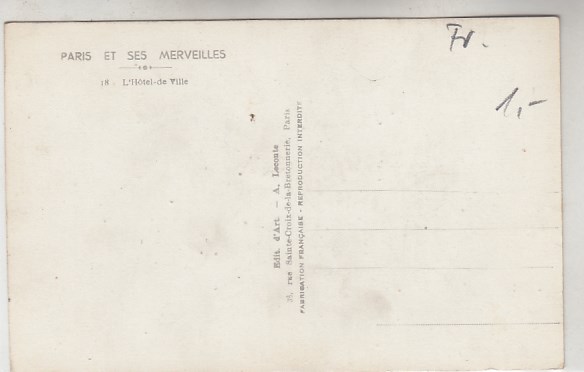 PARIS ET SES MERVEILLES
18 - L'Hôtel-de Ville
Fr.
1,-
Edit. d'Art — A. Leconte
rue Sainte-Croix-de-la-Bretonnerie, Paris
FABRICATION FRANÇAISE - REPRODUCTION INTERDITE